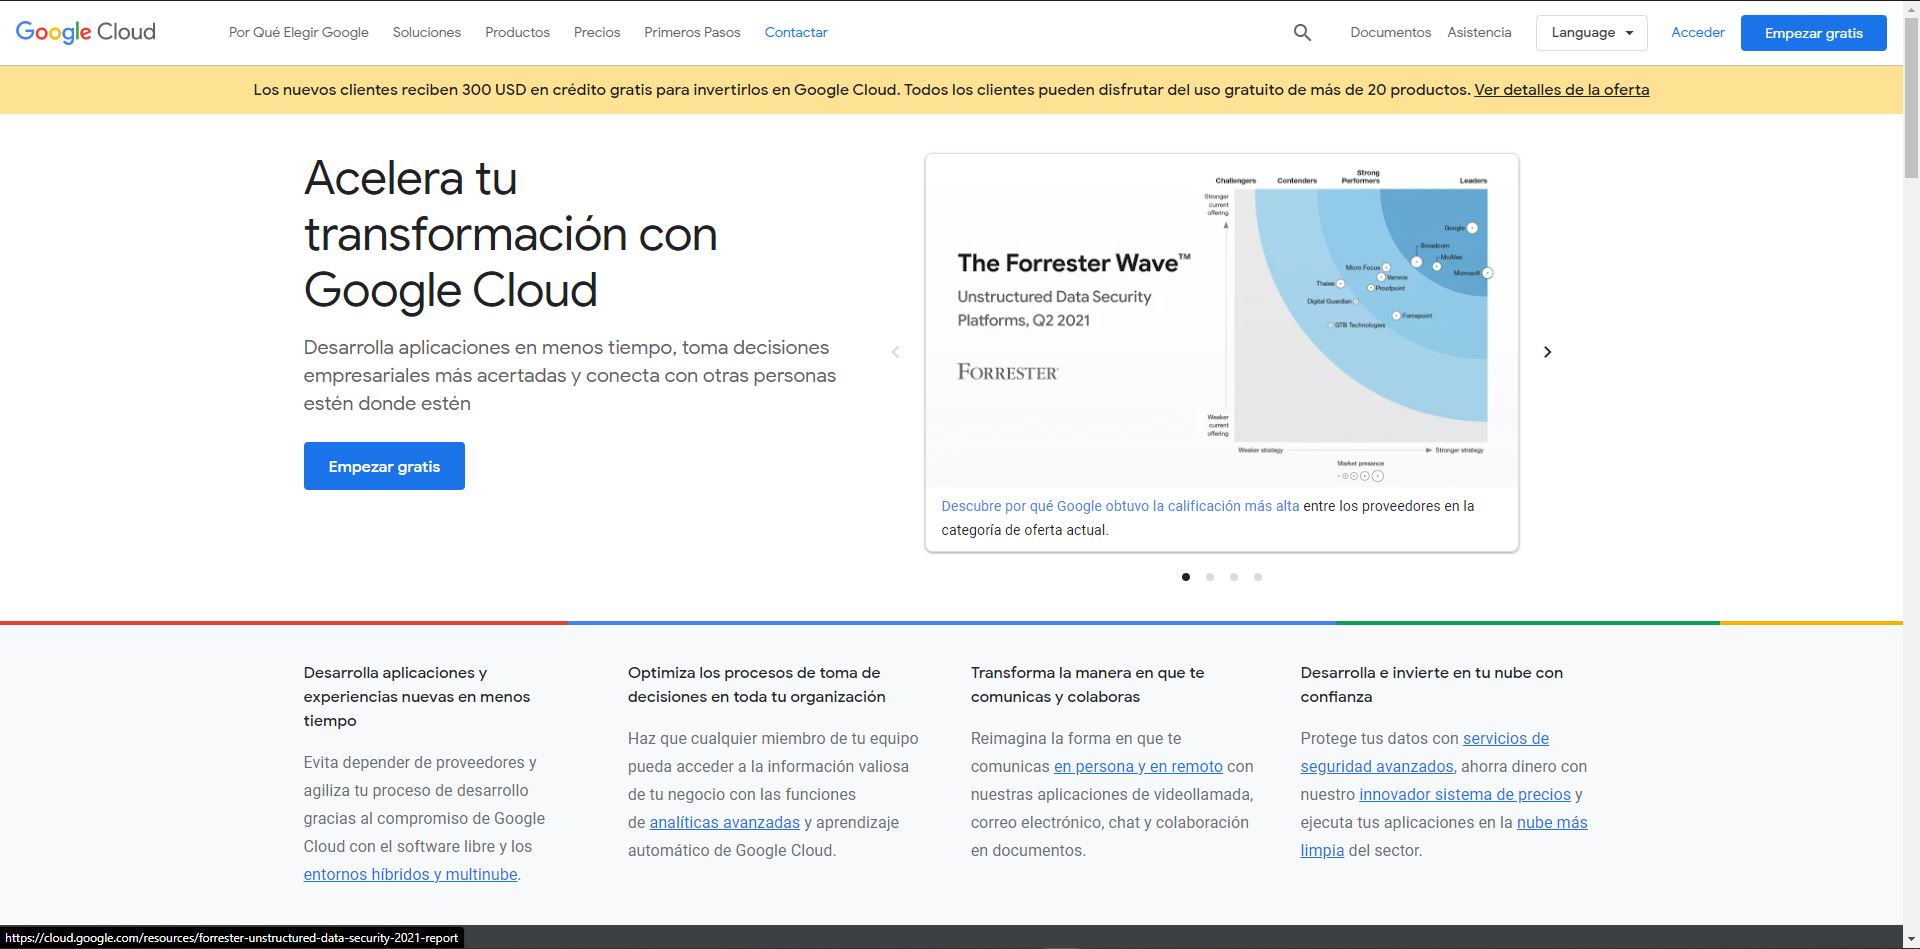 Google Cloud
Por Qué Elegir Google
Soluciones
Productos
Precios
Primeros Pasos
Contactar
Documentos
Asistencia
Language
Acceder
Empezar gratis
Los nuevos clientes reciben 300 USD en crédito gratis para invertirlos en Google Cloud. Todos los clientes pueden disfrutar del uso gratuito de más de 20 productos. Ver detalles de la oferta
Acelera tu
transformación con
Google Cloud
Desarrolla aplicaciones en menos tiempo, toma decisiones
empresariales más acertadas y conecta con otras personas
estén donde estén
Empezar gratis
The Forrester Wave™
Unstructured Data Security
Platforms, Q2 2021
FORRESTER
Challengers
Contenders
Strong
Performers
Leaders
Stronger
current
offering
Google
Broadcom
McAfee
Microsoft
Micro Focus
Varonis
Thales
Proofpoint
Digital Guardian
Forcepoint
GTB Technologies
Weaker
current
offering
Weaker strategy
Stronger strategy
Market presence
Descubre por qué Google obtuvo la calificación más alta entre los proveedores en la
categoría de oferta actual.
Desarrolla aplicaciones y
experiencias nuevas en menos
tiempo
Evita depender de proveedores y
agiliza tu proceso de desarrollo
gracias al compromiso de Google
Cloud con el software libre y los
entornos híbridos y multinube.
Optimiza los procesos de toma de
decisiones en toda tu organización
Haz que cualquier miembro de tu equipo
pueda acceder a la información valiosa
de tu negocio con las funciones
de analíticas avanzadas y aprendizaje
automático de Google Cloud.
Transforma la manera en que te
comunicas y colaboras
Reimagina la forma en que te
comunicas en persona y en remoto con
nuestras aplicaciones de videollamada,
correo electrónico, chat y colaboración
en documentos.
Desarrolla e invierte en tu nube con
confianza
Protege tus datos con servicios de
seguridad avanzados, ahorra dinero con
nuestro innovador sistema de precios y
ejecuta tus aplicaciones en la nube más
limpia del sector.
https://cloud.google.com/resources/forrester-unstructured-data-security-2021-report